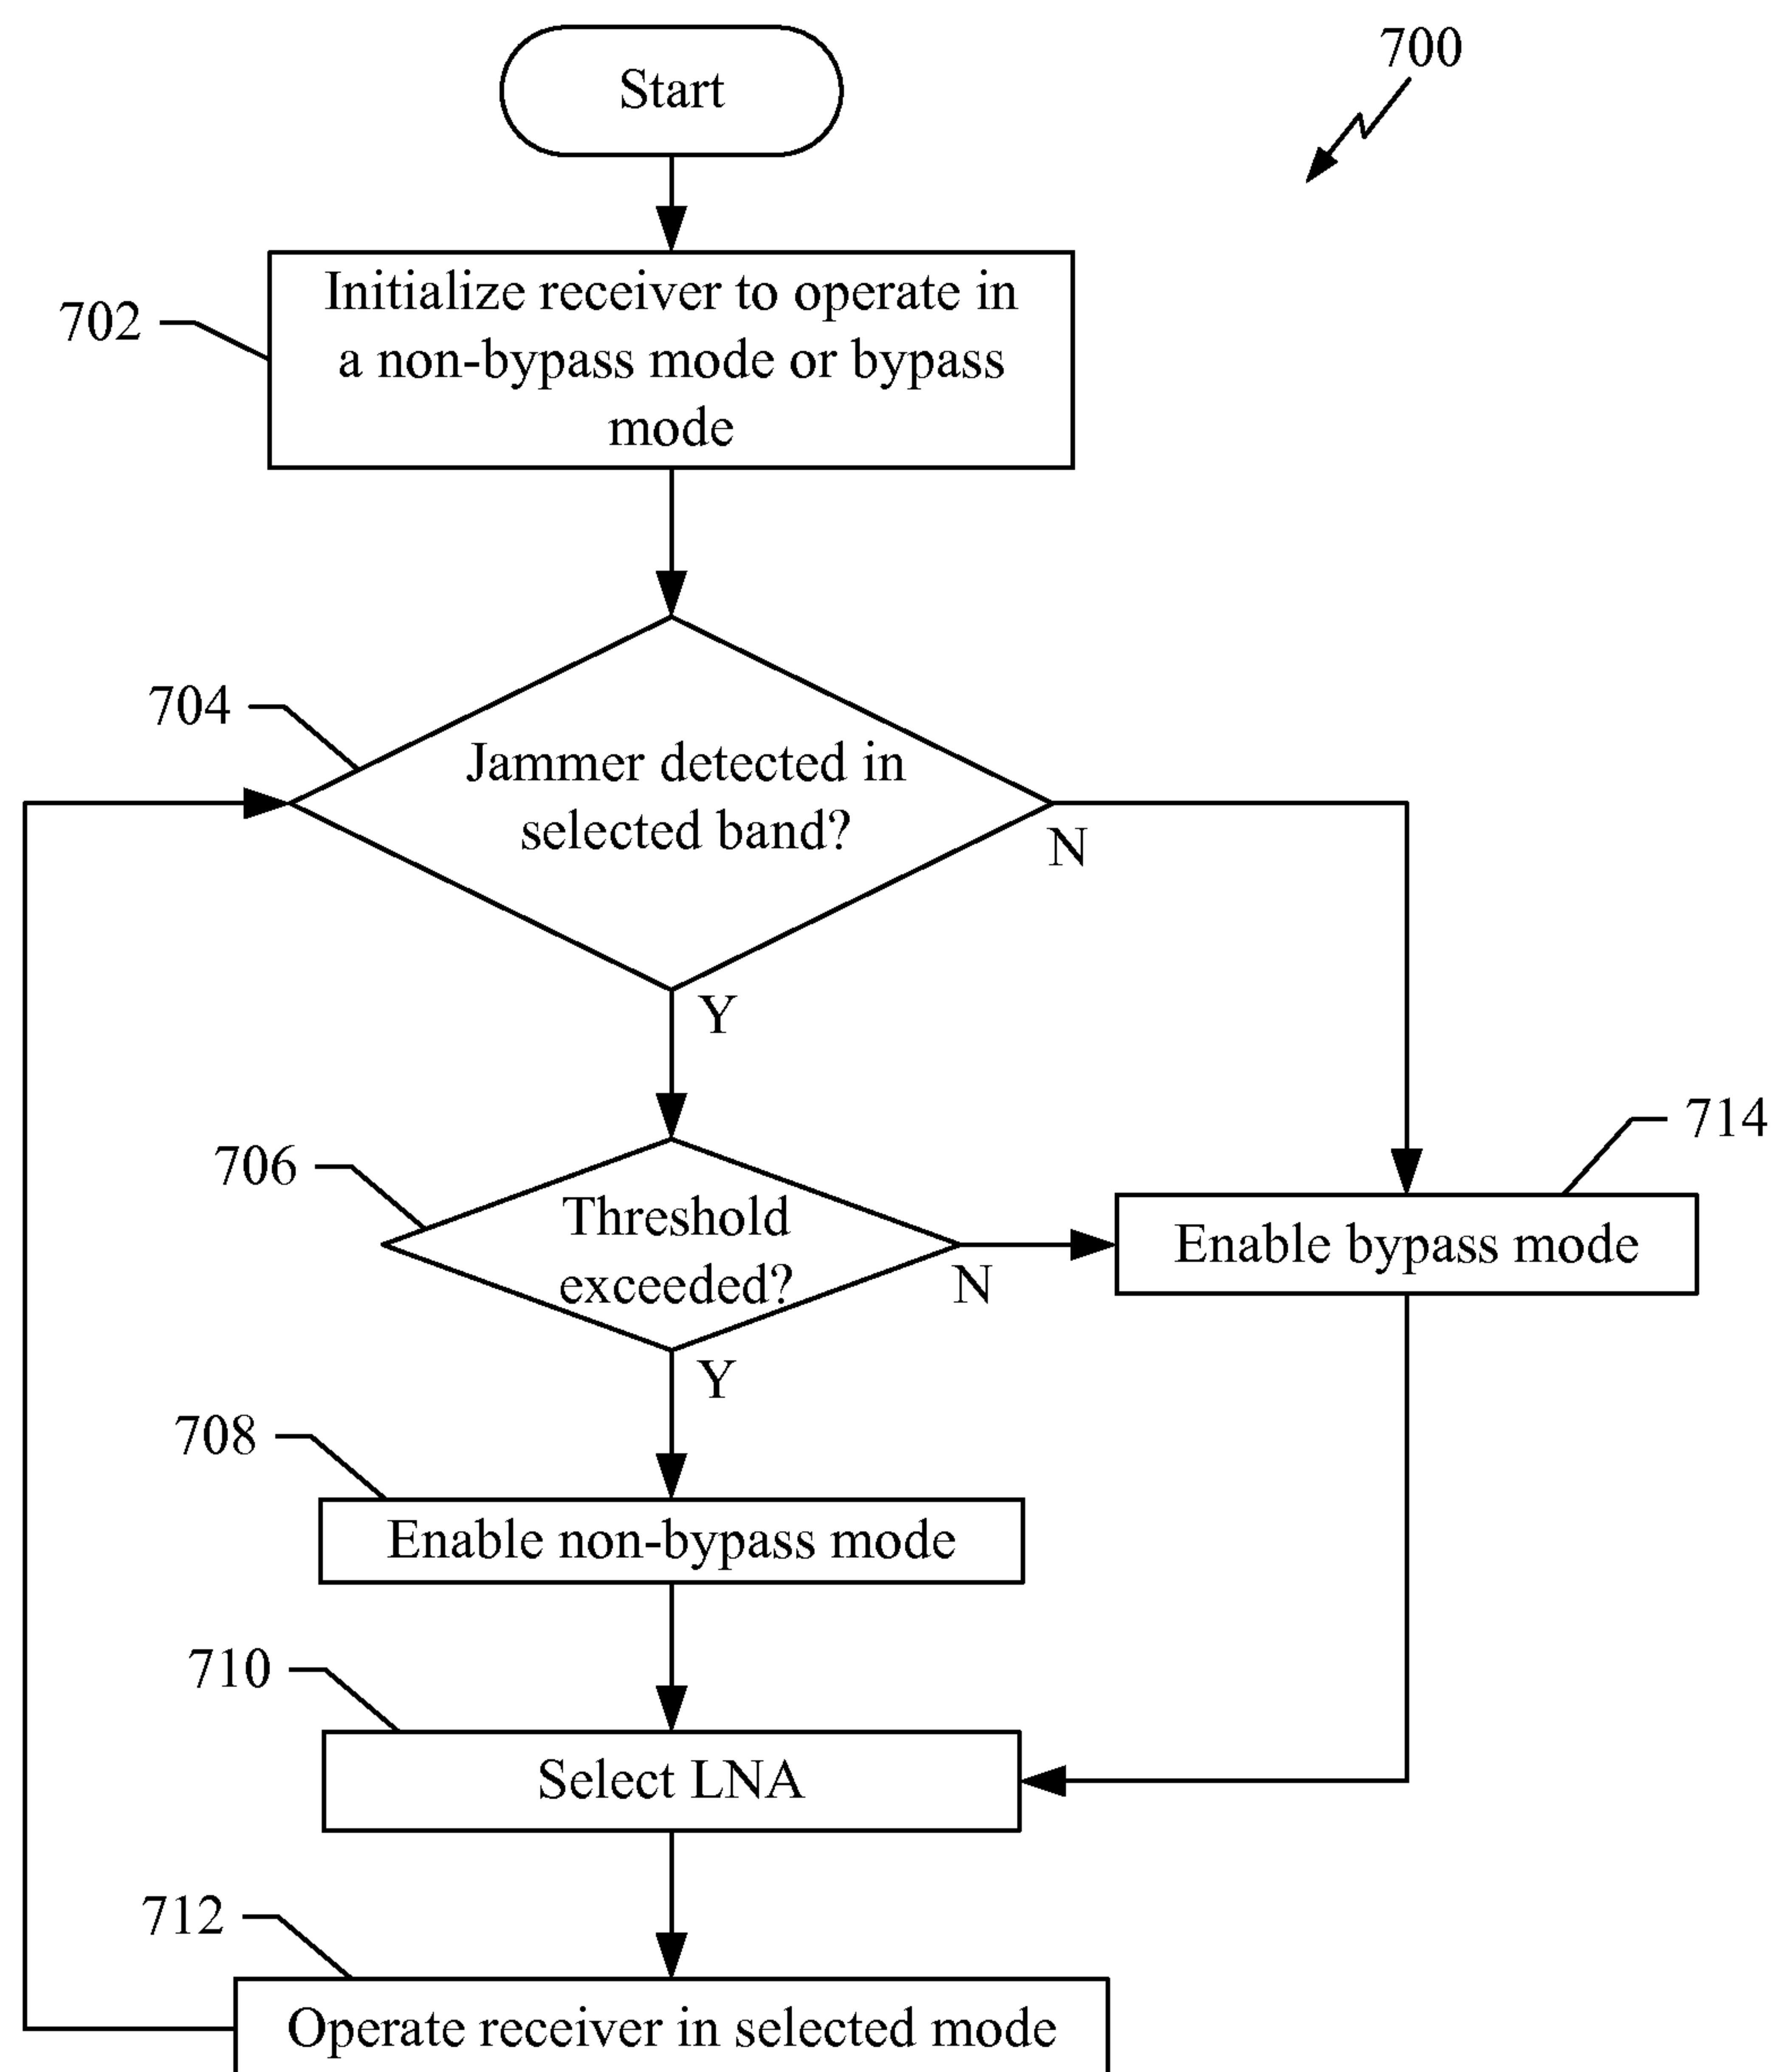 Start
700
702
Initialize receiver to operate in
a non-bypass mode or bypass
mode
704
Jammer detected in
selected band?
N
Y
706
Threshold
exceeded?
N
Y
714
Enable bypass mode
708
Enable non-bypass mode
710
Select LNA
712
Operate receiver in selected mode